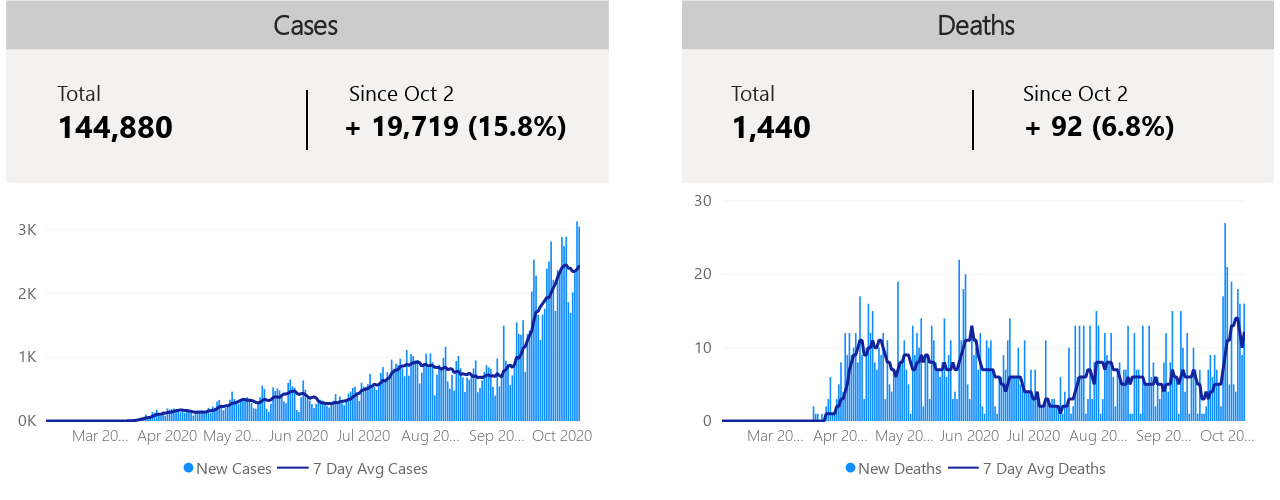 Cases
Total
144,880
Since Oct 2
+ 19,719 (15.8%)
3K
2K
1K
0K
Mar 20... Apr 2020 May 20... Jun 2020 Jul 2020 Aug 20... Sep 20... Oct 2020
New Cases 7 Day Avg Cases
Deaths
Total
1,440
Since Oct 2
+ 92 (6.8%)
30
20
10
0
Mar 20... Apr 20... May 20... Jun 2020 Jul 2020 Aug 20... Sep 20... Oct 20...
New Deaths 7 Day Avg Deaths